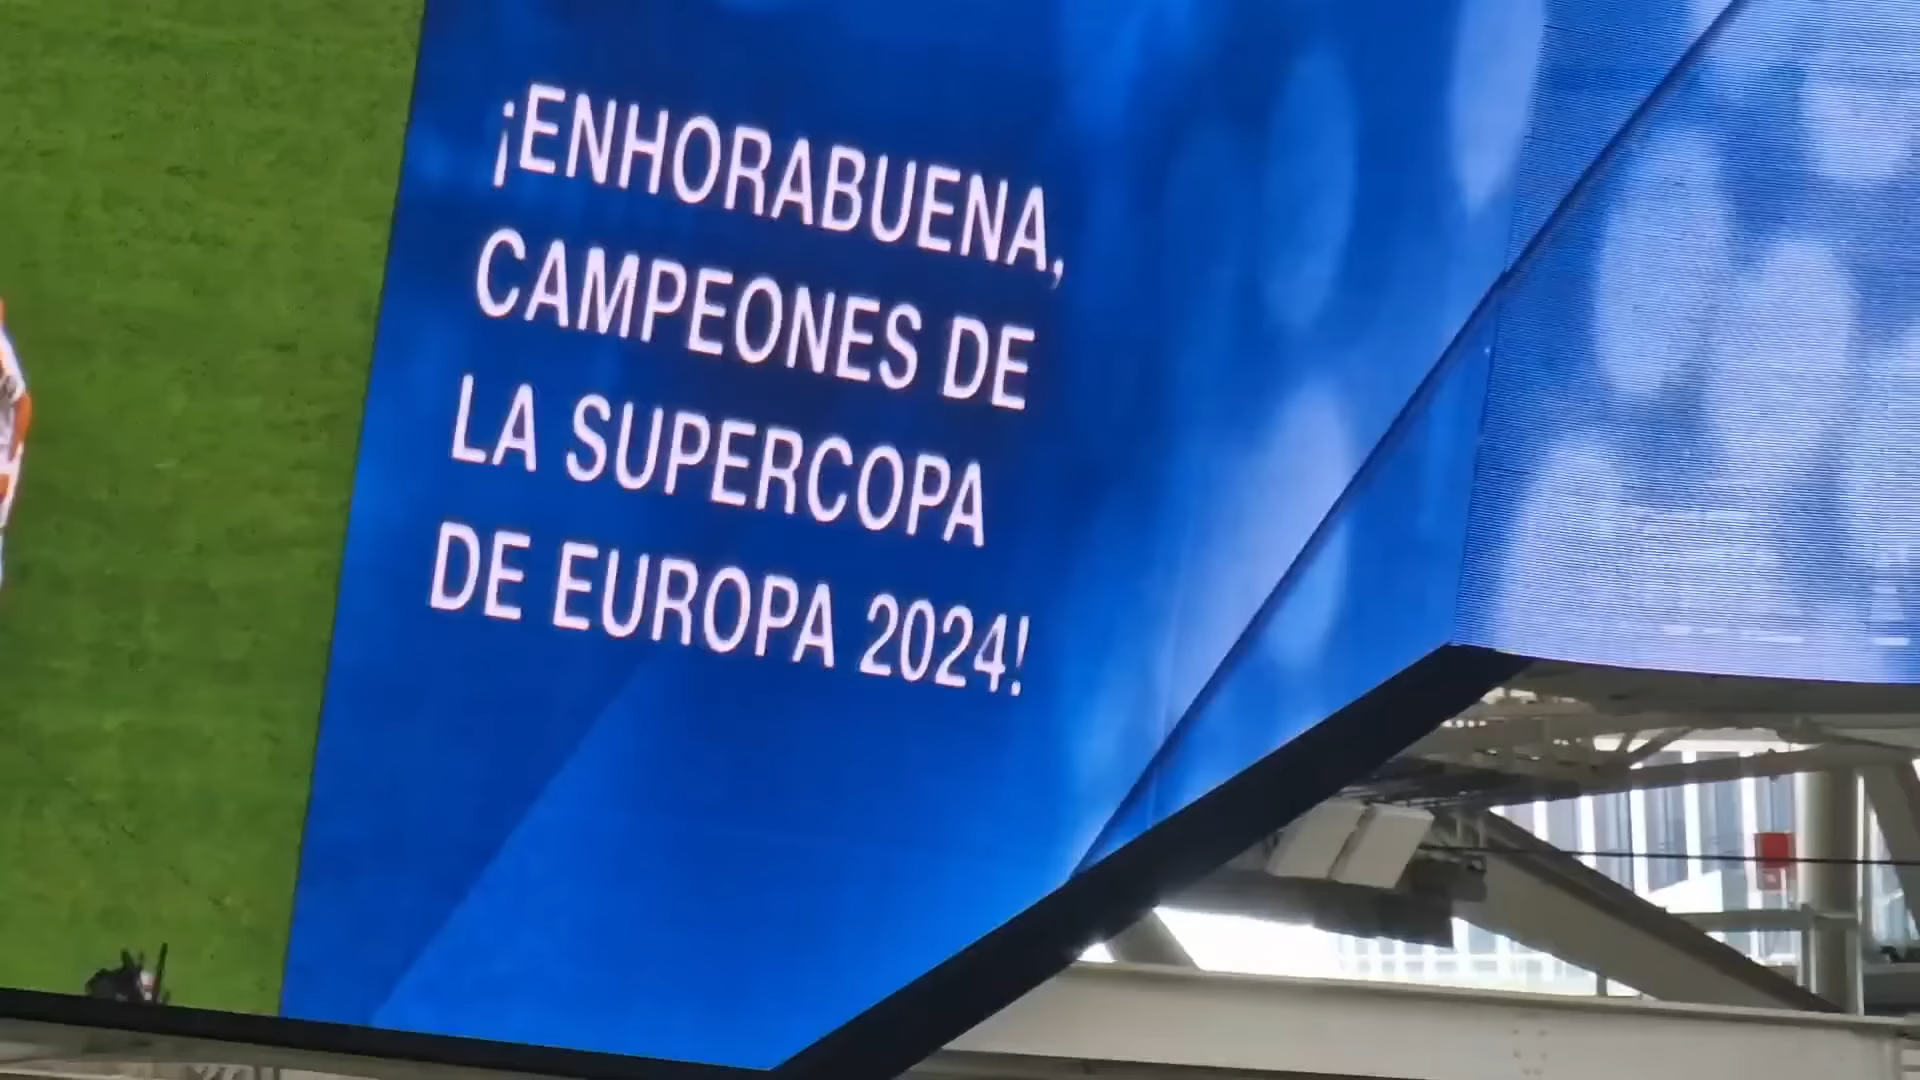 ¡ENHORABUENA,
CAMPEONES DE
LA SUPERCOPA
DE EUROPA 2024!